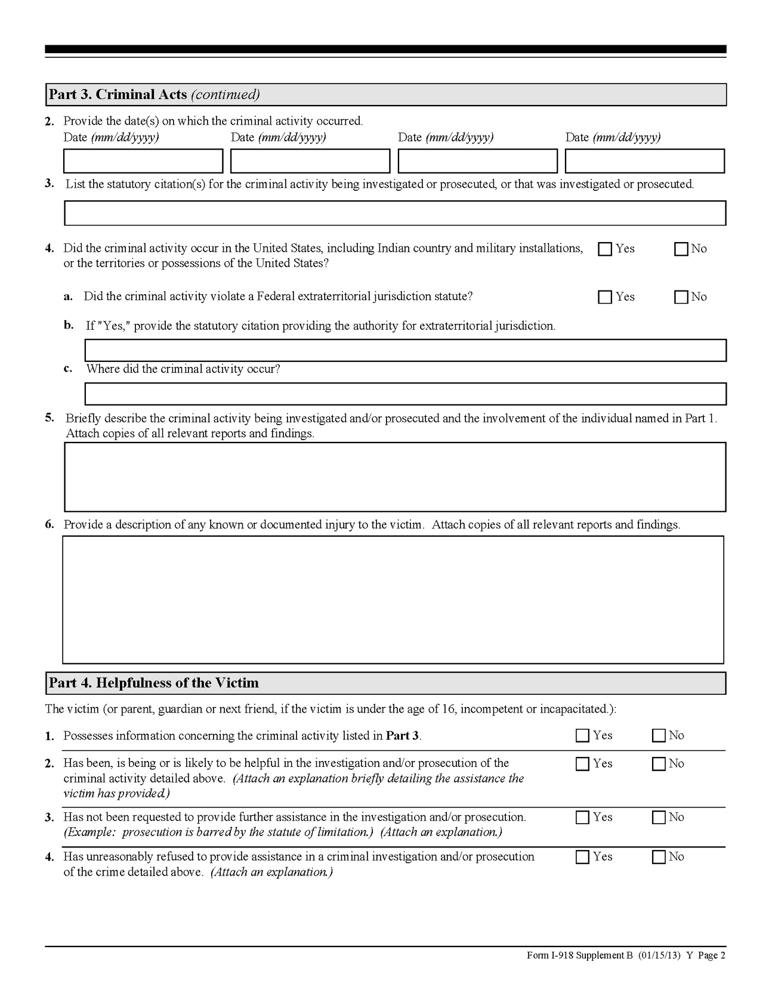 Part 3. Criminal Acts (continued)
2. Provide the date(s) on which the criminal activity occurred.
Date (mm/dd/yyyy) Date (mm/dd/yyyy) Date (mm/dd/yyyy) Date (mm/dd/yyyy)
3. List the statutory citation(s) for the criminal activity being investigated or prosecuted, or that was investigated or prosecuted.
4. Did the criminal activity occur in the United States, including Indian country and military installations, Yes No
or the territories or possessions of the United States?
a. Did the criminal activity violate a Federal extraterritorial jurisdiction statute? Yes No
b. If "Yes," provide the statutory citation providing the authority for extraterritorial jurisdiction.
c. Where did the criminal activity occur?
5. Briefly describe the criminal activity being investigated and/or prosecuted and the involvement of the individual named in Part 1.
Attach copies of all relevant reports and findings.
6. Provide a description of any known or documented injury to the victim. Attach copies of all relevant reports and findings.
Part 4. Helpfulness of the Victim
The victim (or parent, guardian or next friend, if the victim is under the age of 16, incompetent or incapacitated.):
1. Possesses information concerning the criminal activity listed in Part 3. Yes No
2. Has been, is being or is likely to be helpful in the investigation and/or prosecution of the Yes No
criminal activity detailed above. (Attach an explanation briefly detailing the assistance the
victim has provided.)
3. Has not been requested to provide further assistance in the investigation and/or prosecution. Yes No
(Example: prosecution is barred by the statute of limitation.) (Attach an explanation.)
4. Has unreasonably refused to provide assistance in a criminal investigation and/or prosecution Yes No
of the crime detailed above. (Attach an explanation.)
Form I-918 Supplement B (01/15/13) Y Page 2